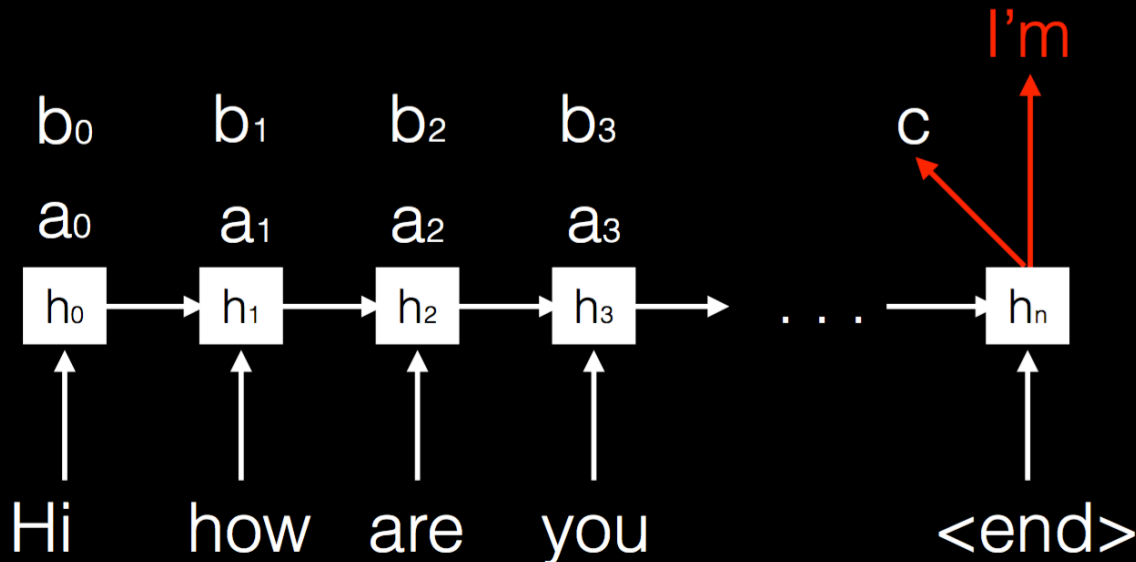 I'm
b₀ b₁ b₂ b₃ c
a₀ a₁ a₂ a₃
h₀ h₁ h₂ h₃ . . . hₙ
Hi how are you <end>